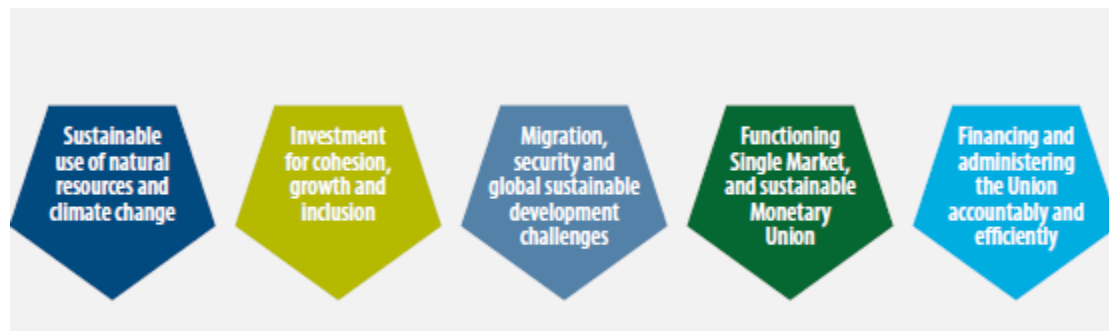 Sustainable
use of natural
resources and
climate change
Investment
for cohesion,
growth and
inclusion
Migration,
security and
global sustainable
development
challenges
Functioning
Single Market,
and sustainable
Monetary
Union
Financing and
administering
the Union
accountably and
efficiently